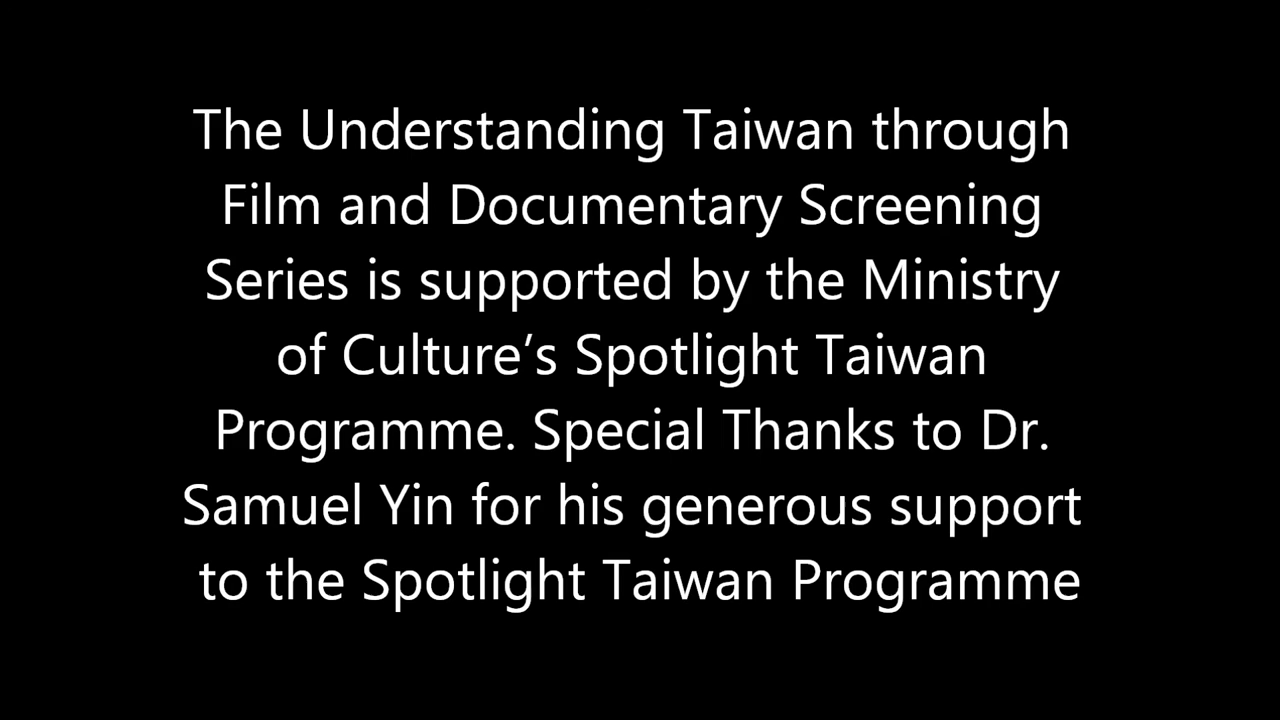 The Understanding Taiwan through
Film and Documentary Screening
Series is supported by the Ministry
of Culture’s Spotlight Taiwan
Programme. Special Thanks to Dr.
Samuel Yin for his generous support
to the Spotlight Taiwan Programme